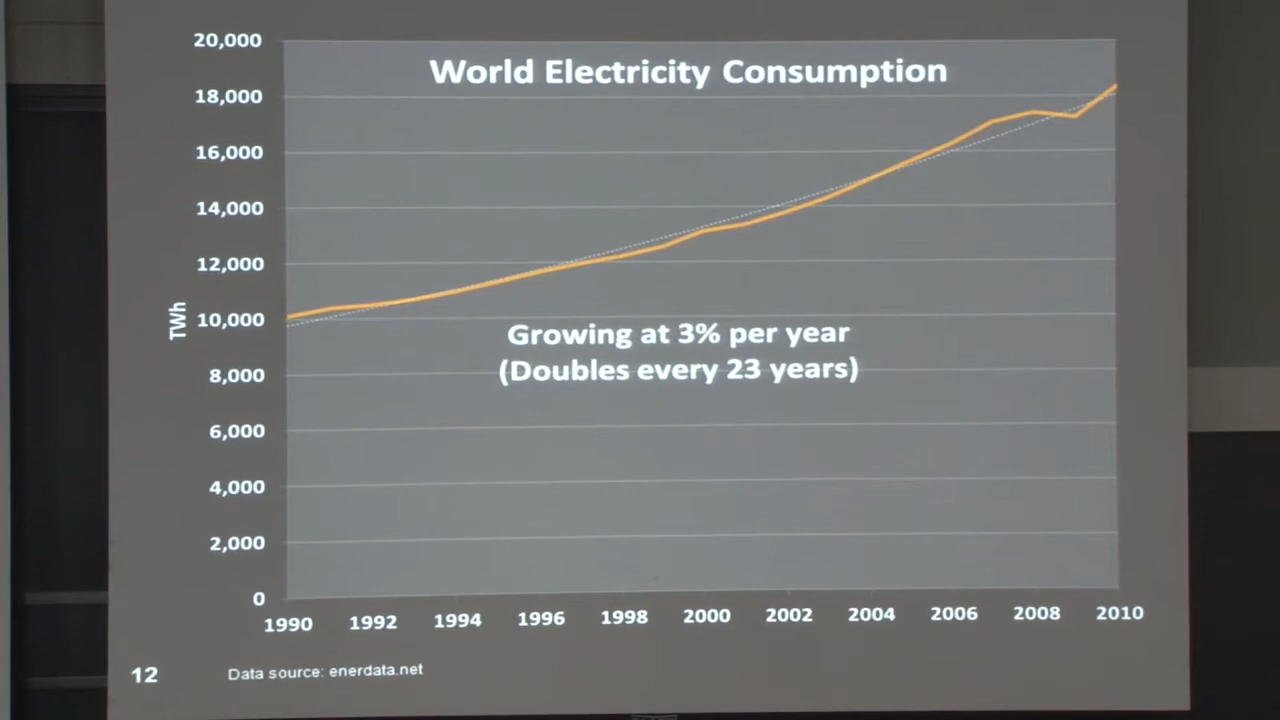 World Electricity Consumption
20,000
18,000
16,000
14,000
12,000
10,000
8,000
6,000
4,000
2,000
0
TWh
Growing at 3% per year
(Doubles every 23 years)
1990 1992 1994 1996 1998 2000 2002 2004 2006 2008 2010
12
Data source: enerdata.net